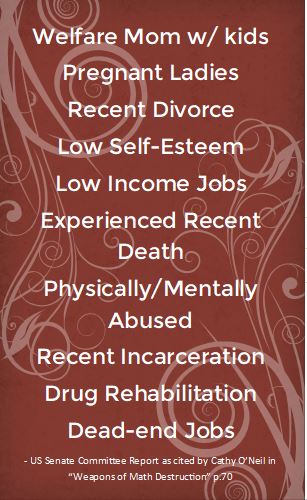 Welfare Mom w/ kids
Pregnant Ladies
Recent Divorce
Low Self-Esteem
Low Income Jobs
Experienced Recent
Death
Physically/Mentally
Abused
Recent Incarceration
Drug Rehabilitation
Dead-end Jobs
- US Senate Committee Report as cited by Cathy O'Neil in
"Weapons of Math Destruction" p.70